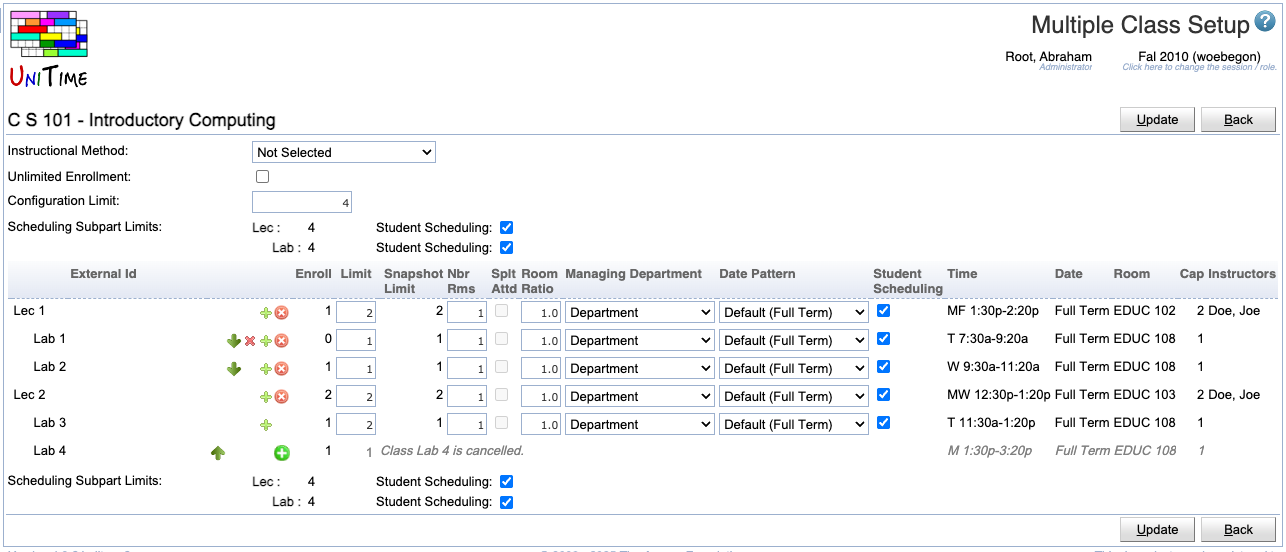 Multiple Class Setup ?
Root, Abraham Fal 2010 (woebegon)
Administrator Click here to change the session / role.
UNITIME
C S 101 - Introductory Computing Update Back
Instructional Method: Not Selected
Unlimited Enrollment:
Configuration Limit: 4
Scheduling Subpart Limits: Lec : 4 Student Scheduling:
Lab : 4 Student Scheduling:
External Id Enroll Limit Snapshot Limit Nbr Rms Splt Attd Room Ratio Managing Department Date Pattern Student Scheduling Time Date Room Cap Instructors
Lec 1 1 2 2 1 1.0 Department Default (Full Term) MF 1:30p-2:20p Full Term EDUC 102 2 Doe, Joe
Lab 1 0 1 1 1 1.0 Department Default (Full Term) T 7:30a-9:20a Full Term EDUC 108 1
Lab 2 1 1 1 1 1.0 Department Default (Full Term) W 9:30a-11:20a Full Term EDUC 108 1
Lec 2 2 2 2 1 1.0 Department Default (Full Term) MW 12:30p-1:20p Full Term EDUC 103 2 Doe, Joe
Lab 3 1 2 1 1 1.0 Department Default (Full Term) T 11:30a-1:20p Full Term EDUC 108 1
Lab 4 1 1 Class Lab 4 is cancelled. M 1:30p-3:20p Full Term EDUC 108 1
Scheduling Subpart Limits: Lec : 4 Student Scheduling:
Lab : 4 Student Scheduling:
Update Back